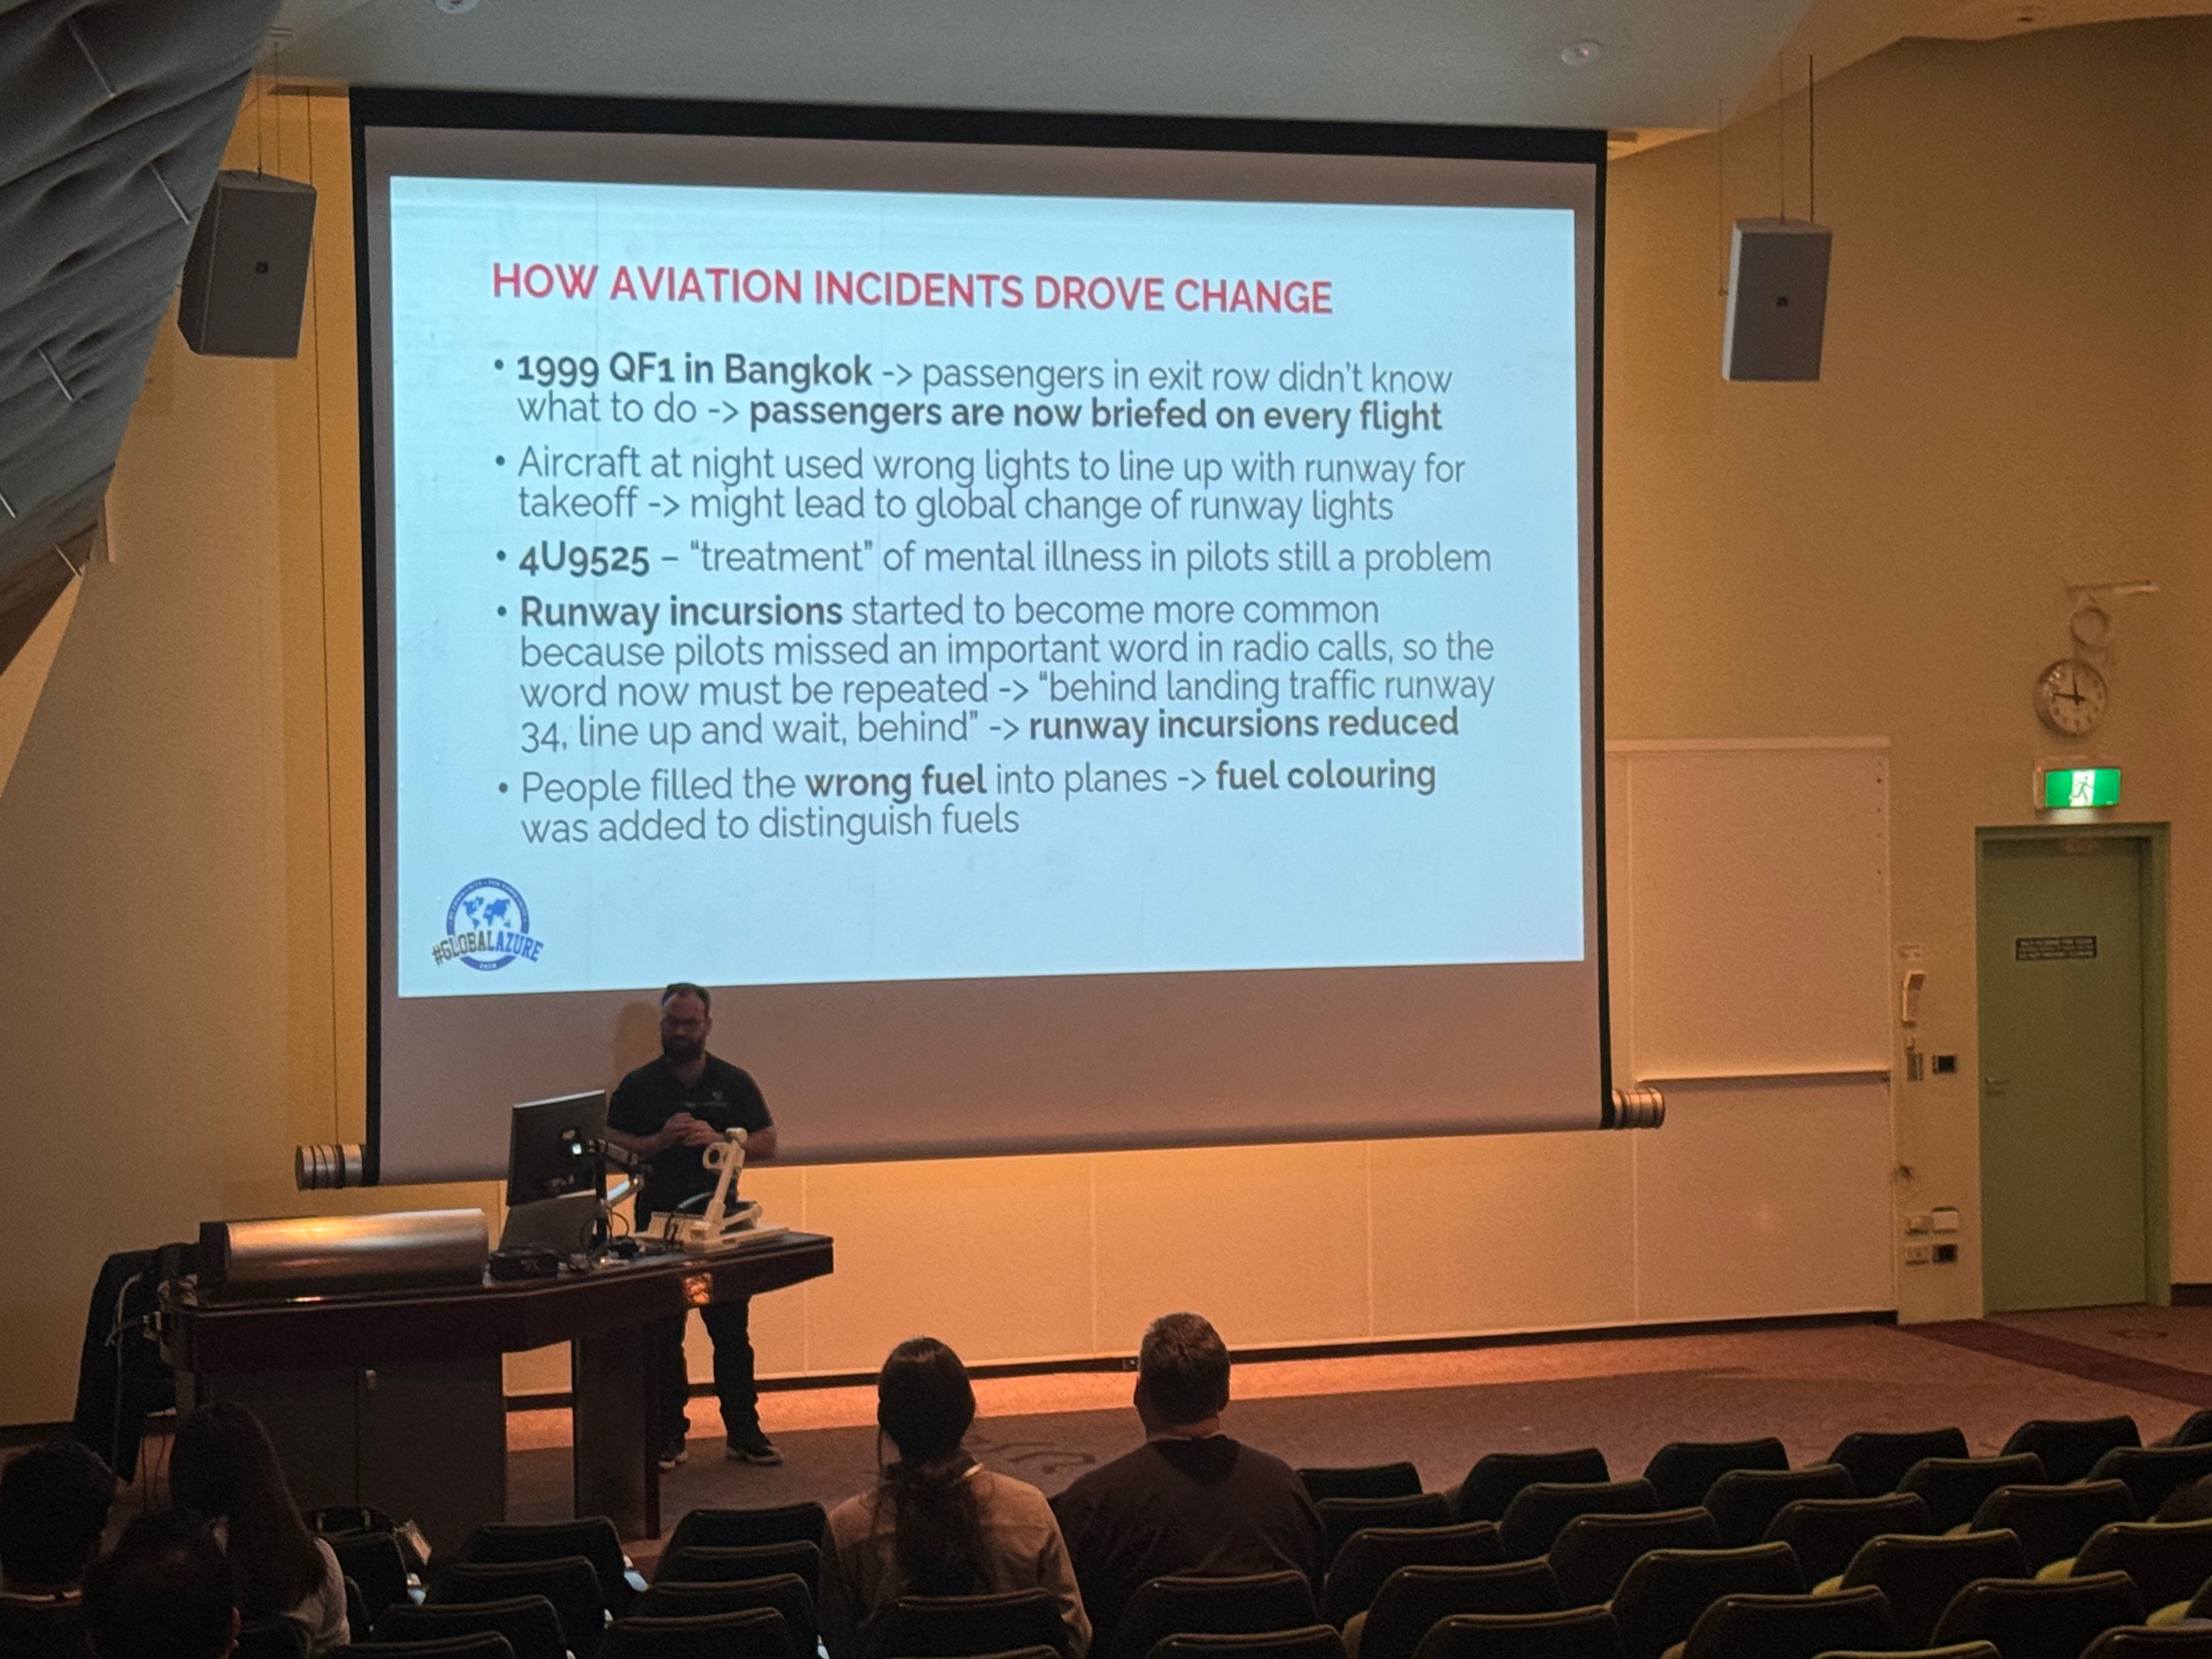 HOW AVIATION INCIDENTS DROVE CHANGE
• 1999 QF1 in Bangkok -> passengers in exit row didn't know
what to do -> passengers are now briefed on every flight
• Aircraft at night used wrong lights to line up with runway for
takeoff -> might lead to global change of runway lights
• 4U9525 – “treatment” of mental illness in pilots still a problem
• Runway incursions started to become more common
because pilots missed an important word in radio calls, so the
word now must be repeated -> “behind landing traffic runway
34, line up and wait, behind” -> runway incursions reduced
• People filled the wrong fuel into planes -> fuel colouring
was added to distinguish fuels
#GLOBALAZURE